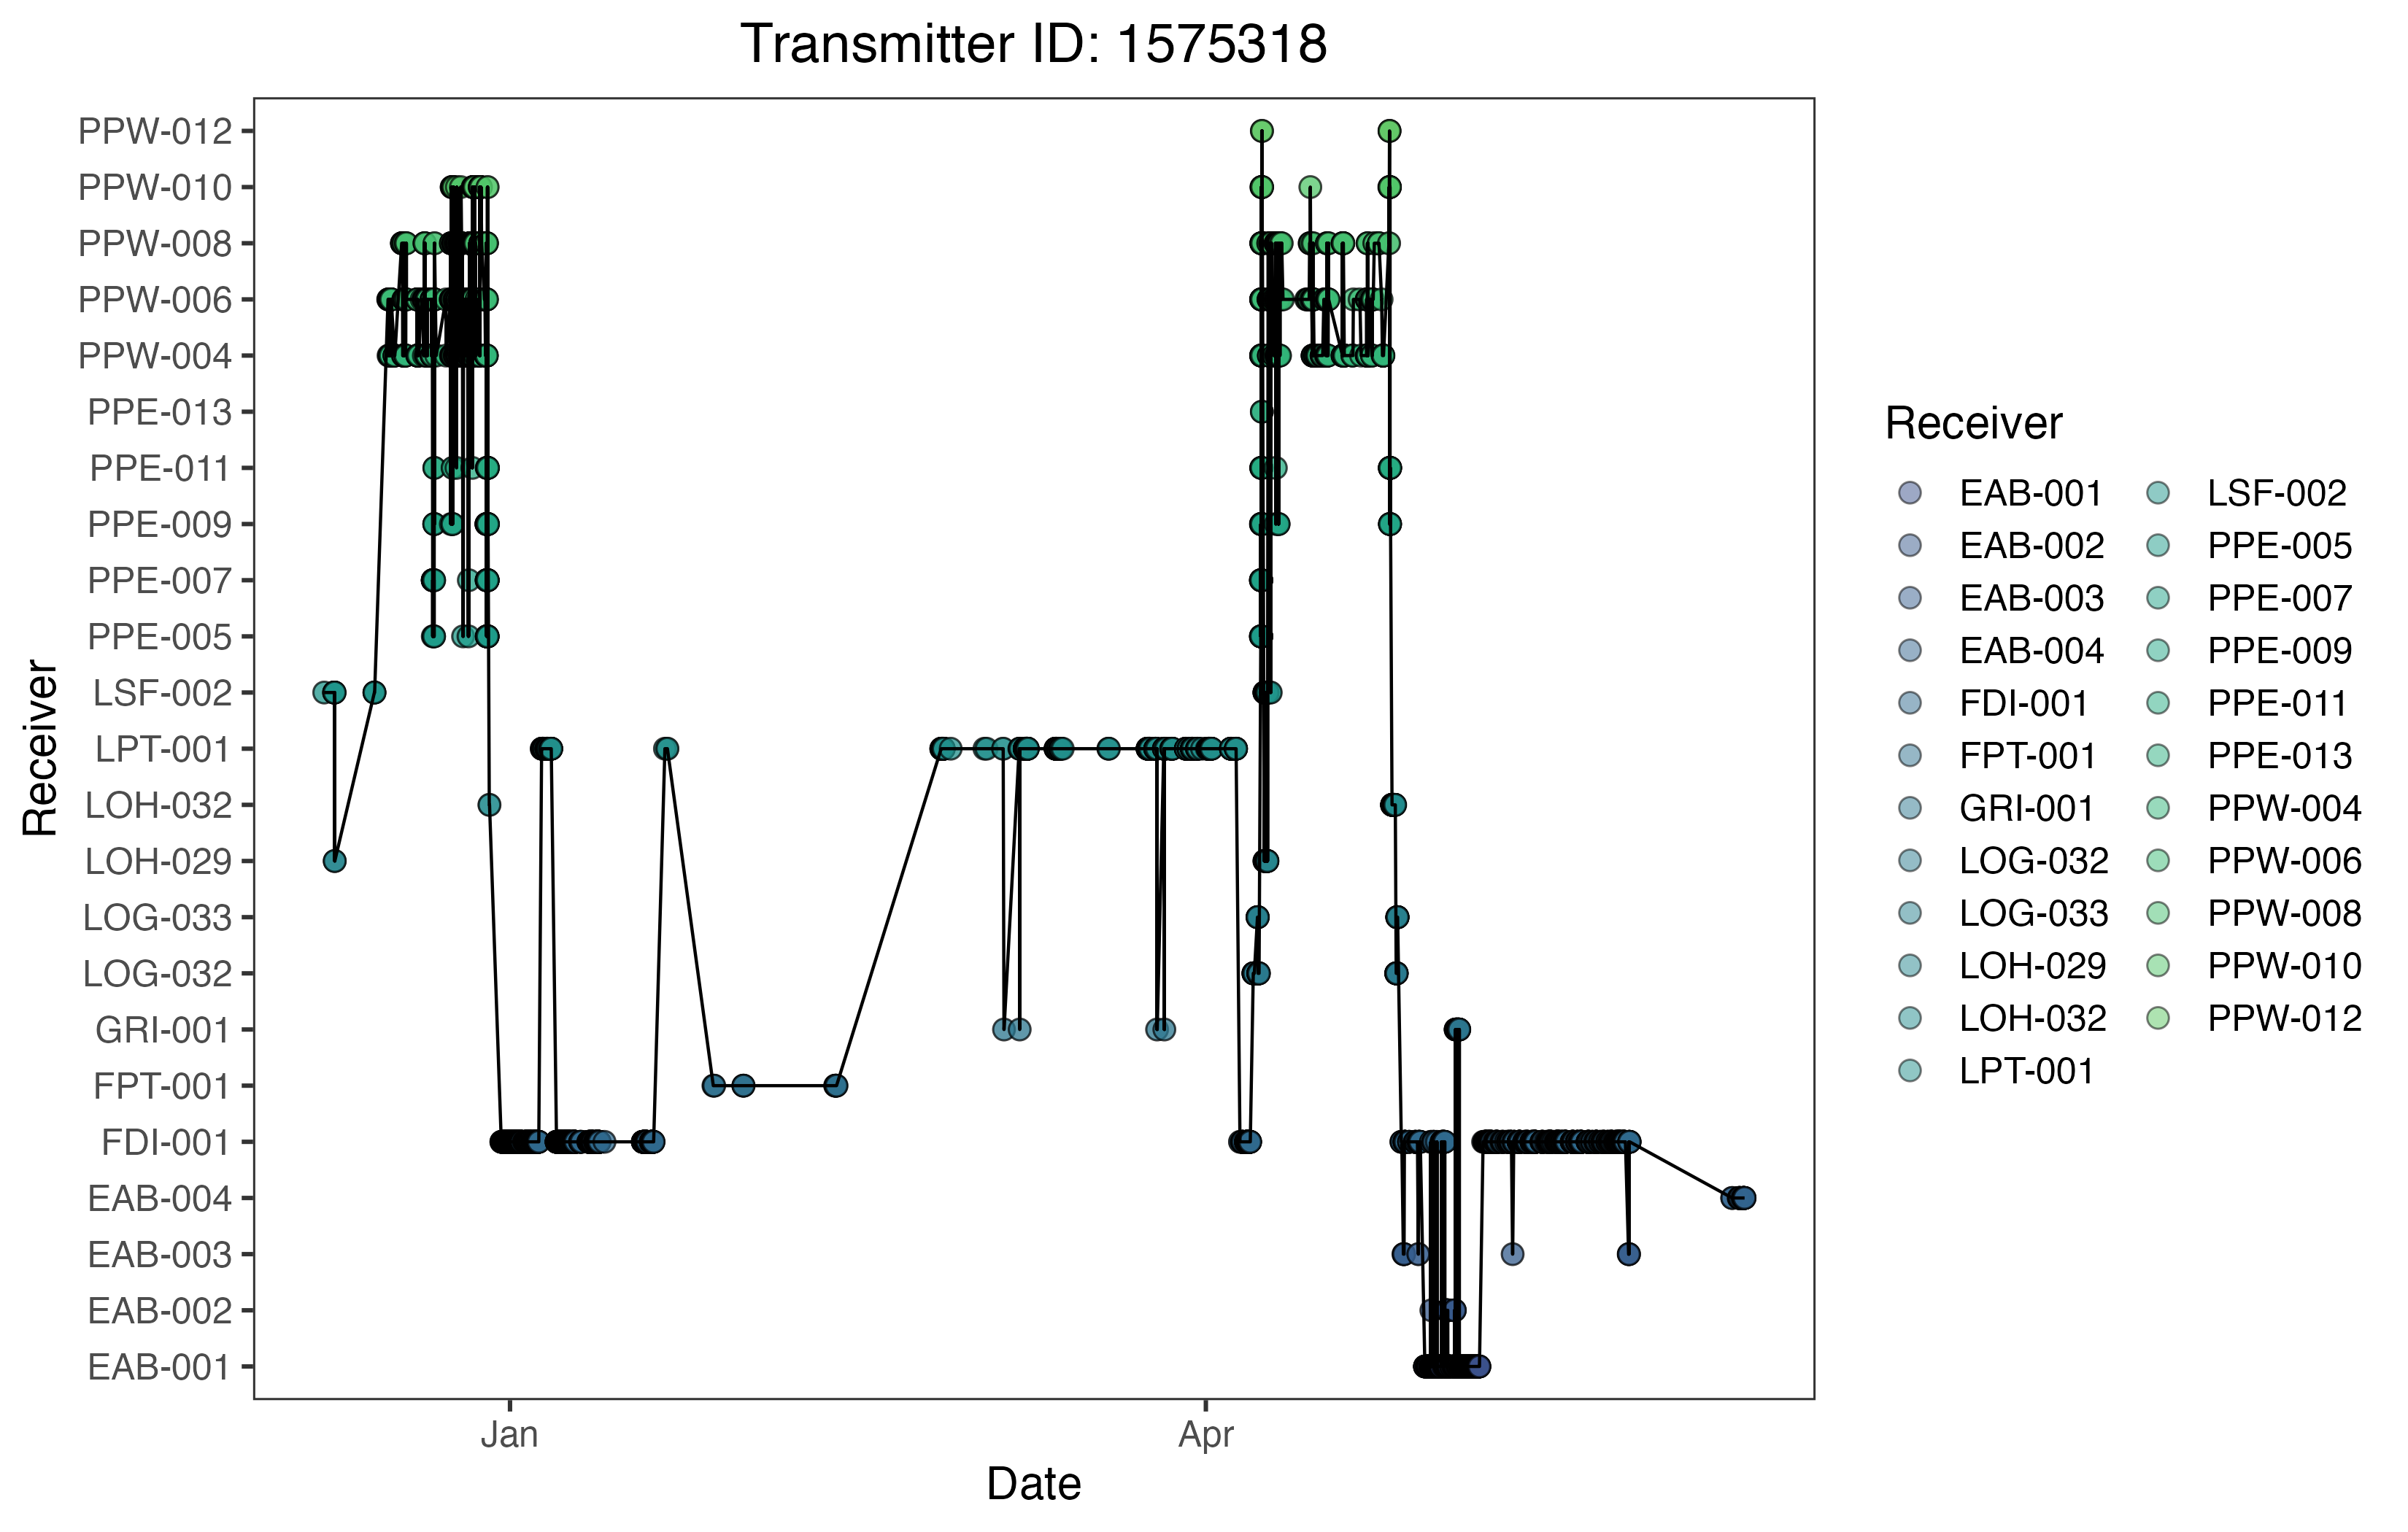 Transmitter ID: 1575318
Receiver
PPW-012
PPW-010
PPW-008
PPW-006
PPW-004
PPE-013
PPE-011
PPE-009
PPE-007
PPE-005
LSF-002
LPT-001
LOH-032
LOH-029
LOG-033
LOG-032
GRI-001
FPT-001
FDI-001
EAB-004
EAB-003
EAB-002
EAB-001
Jan
Apr
Date
Receiver
EAB-001
EAB-002
EAB-003
EAB-004
FDI-001
FPT-001
GRI-001
LOG-032
LOG-033
LOH-029
LOH-032
LPT-001
LSF-002
PPE-005
PPE-007
PPE-009
PPE-011
PPE-013
PPW-004
PPW-006
PPW-008
PPW-010
PPW-012